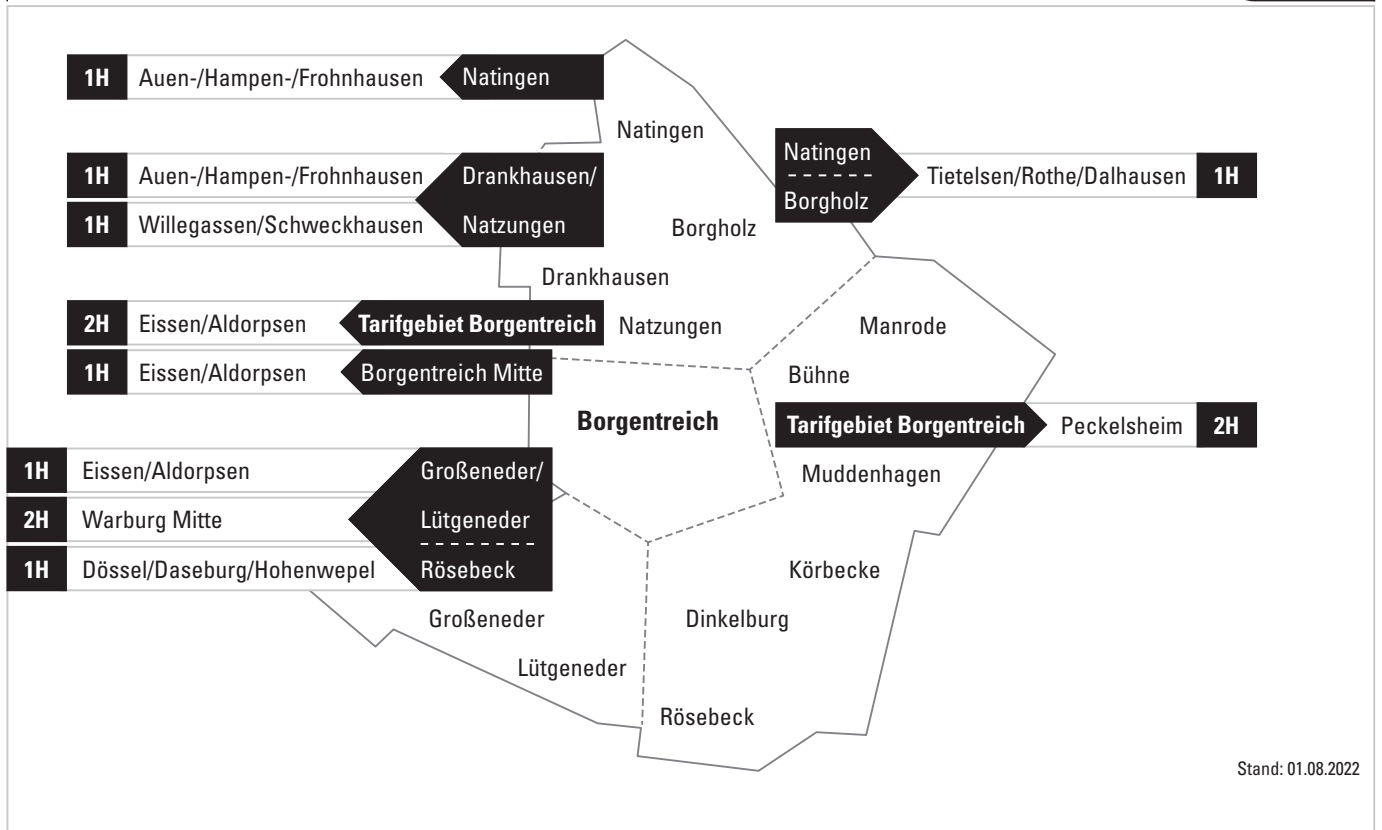 1H Auen-/Hampen-/Frohnhausen Natingen
Natingen
Natingen
Borgholz
Tietelsen/Rothe/Dalhausen 1H
1H Auen-/Hampen-/Frohnhausen
1H Willegassen/Schweckhausen
Drankhausen/
Natzungen
Borgholz
Drankhausen
2H Eissen/Aldorpsen Tarifgebiet Borgentreich
Natzungen
Manrode
1H Eissen/Aldorpsen Borgentreich Mitte
Bühne
Borgentreich
Tarifgebiet Borgentreich Peckelsheim 2H
Muddenhagen
1H Eissen/Aldorpsen
2H Warburg Mitte
1H Dössel/Daseburg/Hohenwepel
Großeneder/
Lütgeneder
Rösebeck
Körbecke
Großeneder
Dinkelburg
Lütgeneder
Rösebeck
Stand: 01.08.2022